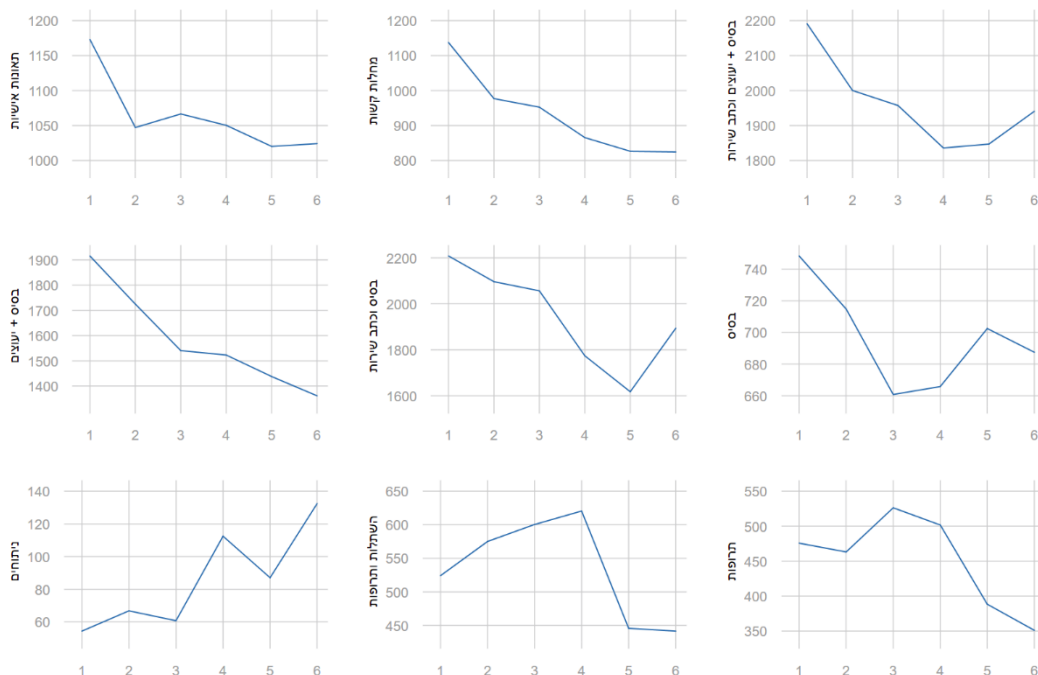 תאונות אישיות
1200
1150
1100
1050
1000
1 2 3 4 5 6
מחלות קשות
1200
1100
1000
900
800
1 2 3 4 5 6
בסיס + יעוצים וכתב שירות
2200
2100
2000
1900
1800
1 2 3 4 5 6
בסיס + יעוצים
1900
1800
1700
1600
1500
1400
1 2 3 4 5 6
בסיס וכתב שירות
2200
2000
1800
1600
1 2 3 4 5 6
בסיס
740
720
700
680
660
1 2 3 4 5 6
ניתוחים
140
120
100
80
60
1 2 3 4 5 6
השתלות ותרופות
650
600
550
500
450
1 2 3 4 5 6
תרופות
550
500
450
400
350
1 2 3 4 5 6